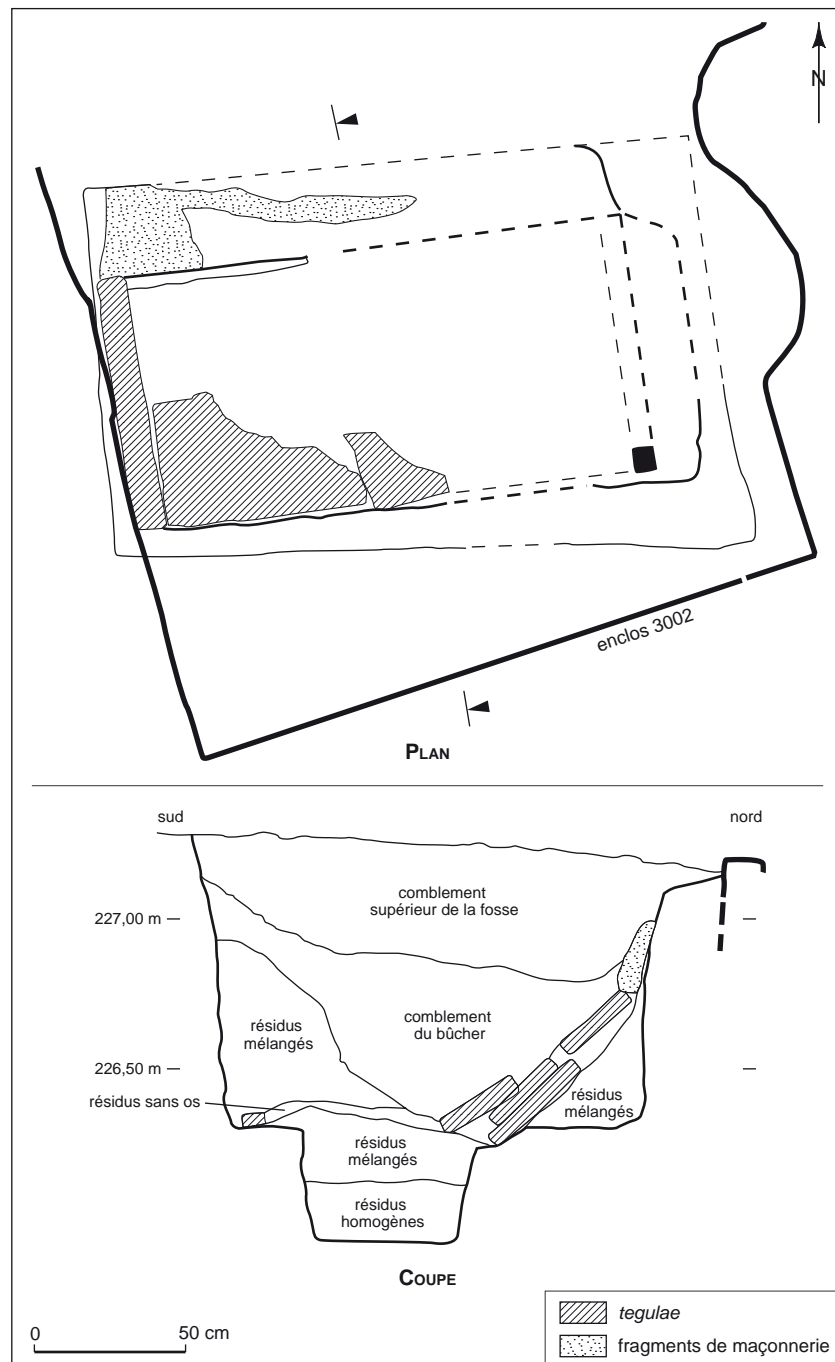 N
enclos 3002
PLAN
sud
nord
comblement
supérieur de la fosse
227,00 m
résidus
mélangés
comblement
du bûcher
226,50 m
résidus sans os
résidus
mélangés
résidus
mélangés
résidus
homogènes
COUPE
0
50 cm
tegulae
fragments de maçonnerie